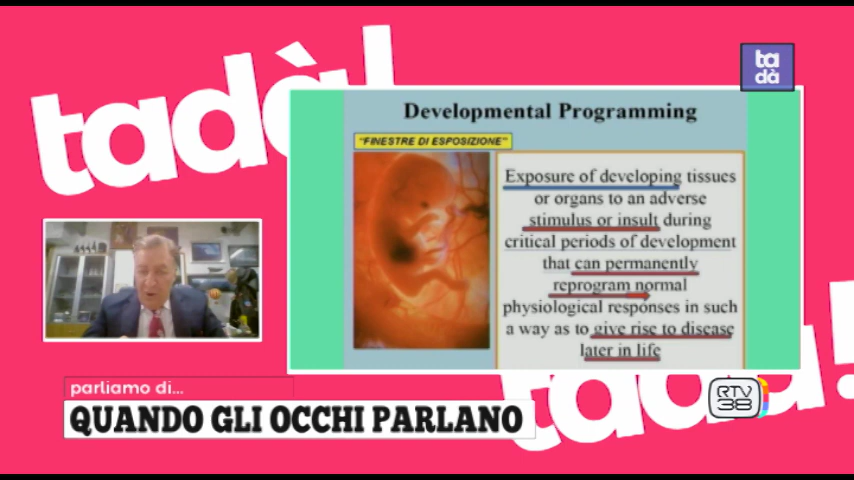 tadà!
ta
dà
Developmental Programming
"FINESTRE DI ESPOSIZIONE"
Exposure of developing tissues
or organs to an adverse
stimulus or insult during
critical periods of development
that can permanently
reprogram normal
physiological responses in such
a way as to give rise to disease
later in life
parliamo di...
QUANDO GLI OCCHI PARLANO
tadà!
RTV
38